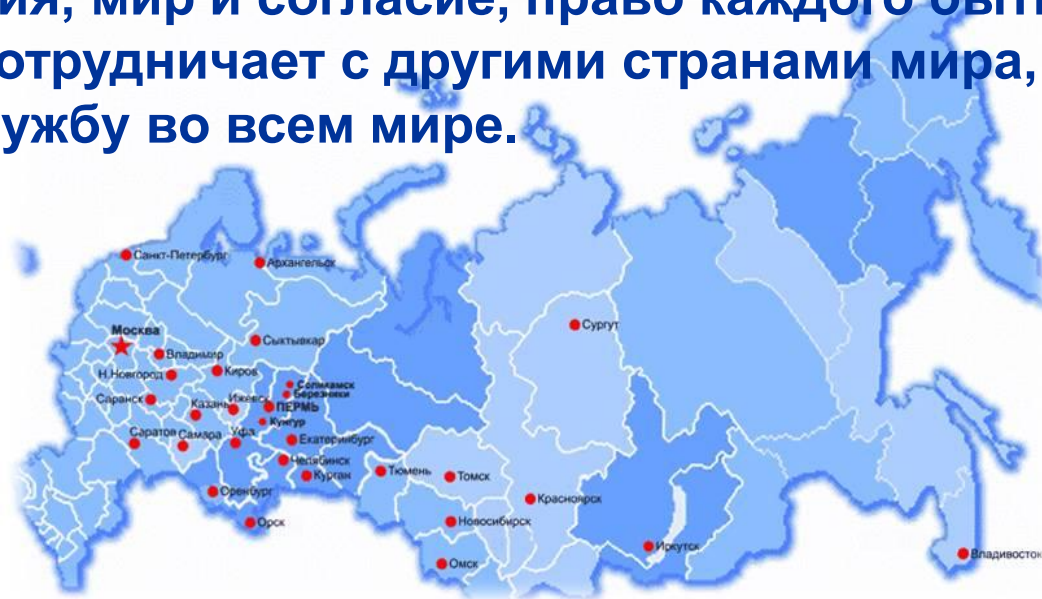 ия, мир и согласие, право каждого быть
отрудничает с другими странами мира,
ужбу во всем мире.
Санкт-Петербург
Архангельск
Москва
Сыктывкар
Владимир
Н.Новгород
Киров
Соликамск
Березники
Саранск
Казань
Ижевск
ПЕРМЬ
Кунгур
Саратов
Самара
Уфа
Екатеринбург
Челябинск
Курган
Оренбург
Орск
Сургут
Тюмень
Томск
Красноярск
Новосибирск
Омск
Иркутск
Владивосток